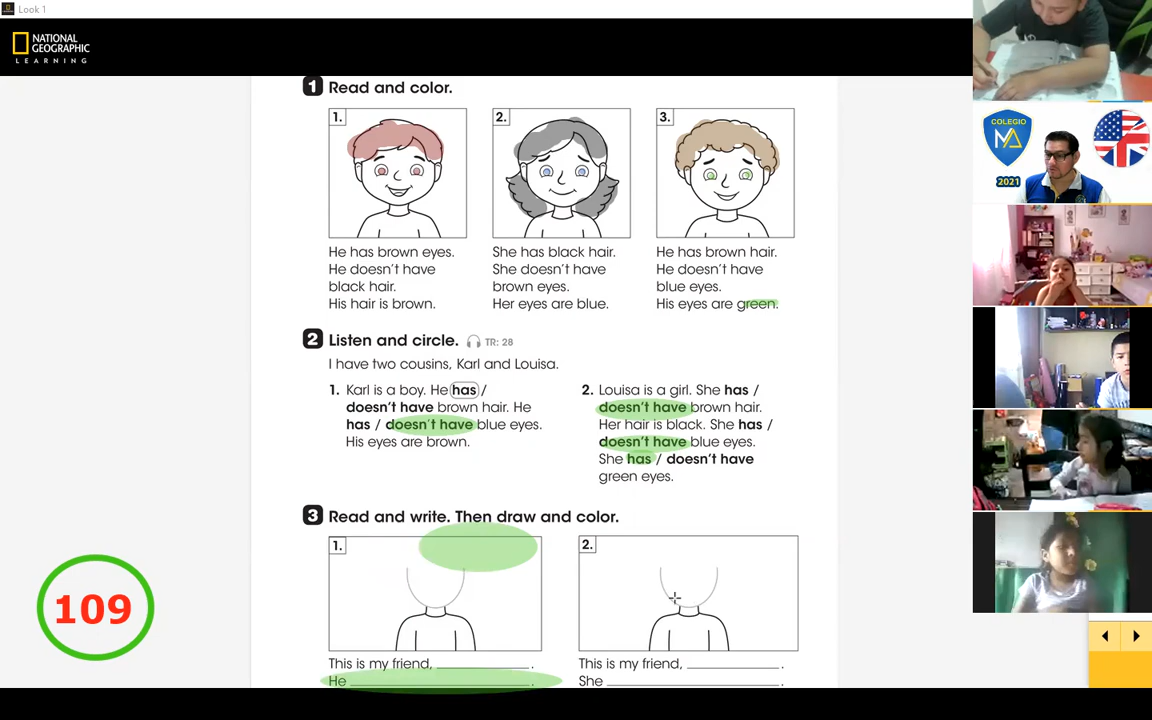 Look 1
NATIONAL
GEOGRAPHIC
LEARNING
1 Read and color.
1.
2.
3.
He has brown eyes.
He doesn't have
black hair.
His hair is brown.
She has black hair.
She doesn't have
brown eyes.
Her eyes are blue.
He has brown hair.
He doesn't have
blue eyes.
His eyes are green.
2 Listen and circle. TR: 28
I have two cousins, Karl and Louisa.
1. Karl is a boy. He has /
doesn't have brown hair. He
has / doesn't have blue eyes.
His eyes are brown.
2. Louisa is a girl. She has /
doesn't have brown hair.
Her hair is black. She has /
doesn't have blue eyes.
She has / doesn't have
green eyes.
3 Read and write. Then draw and color.
1.
2.
This is my friend, ______.
He ______.
This is my friend, ______.
She ______.
109
COLEGIO
MA
2021